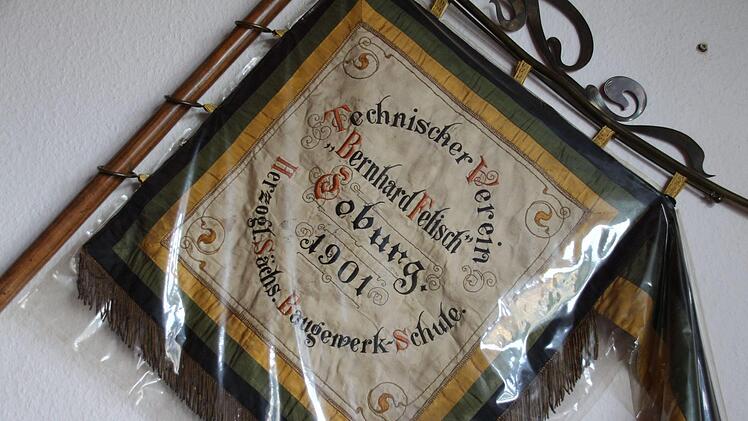 Technischer Verein
„Bernhard Felisch"
Coburg.
1901
Herzogl. Sächs. Baugewerk-Schule.